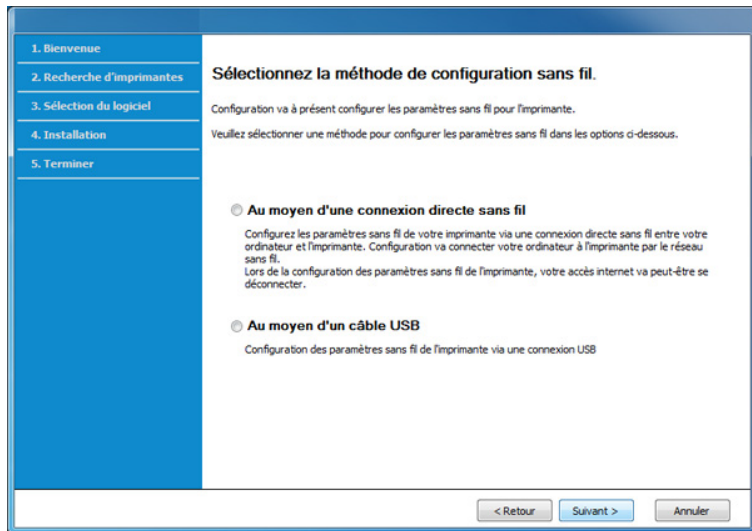 1. Bienvenue
2. Recherche d'imprimantes
3. Sélection du logiciel
4. Installation
5. Terminer
Sélectionnez la méthode de configuration sans fil.
Configuration va à présent configurer les paramètres sans fil pour l'imprimante.
Veuillez sélectionner une méthode pour configurer les paramètres sans fil dans les options ci-dessous.
Au moyen d'une connexion directe sans fil
Configurez les paramètres sans fil de votre imprimante via une connexion directe sans fil entre votre
ordinateur et l'imprimante. Configuration va connecter votre ordinateur à l'imprimante par le réseau
sans fil.
Lors de la configuration des paramètres sans fil de l'imprimante, votre accès internet va peut-être se
déconnecter.
Au moyen d'un câble USB
Configuration des paramètres sans fil de l'imprimante via une connexion USB
< Retour
Suivant >
Annuler